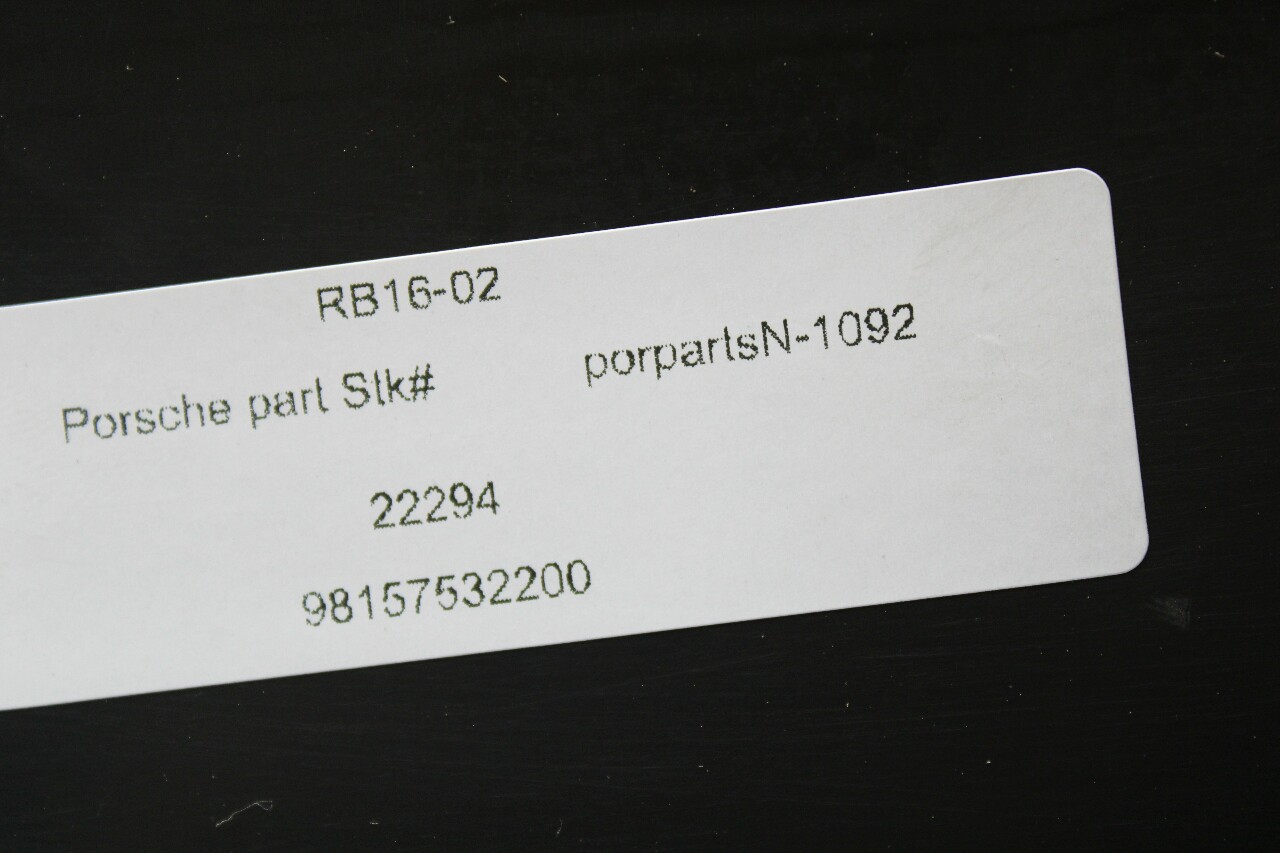 RB16-02
Porsche part Stk# porpartsN-1092
22294
98157532200